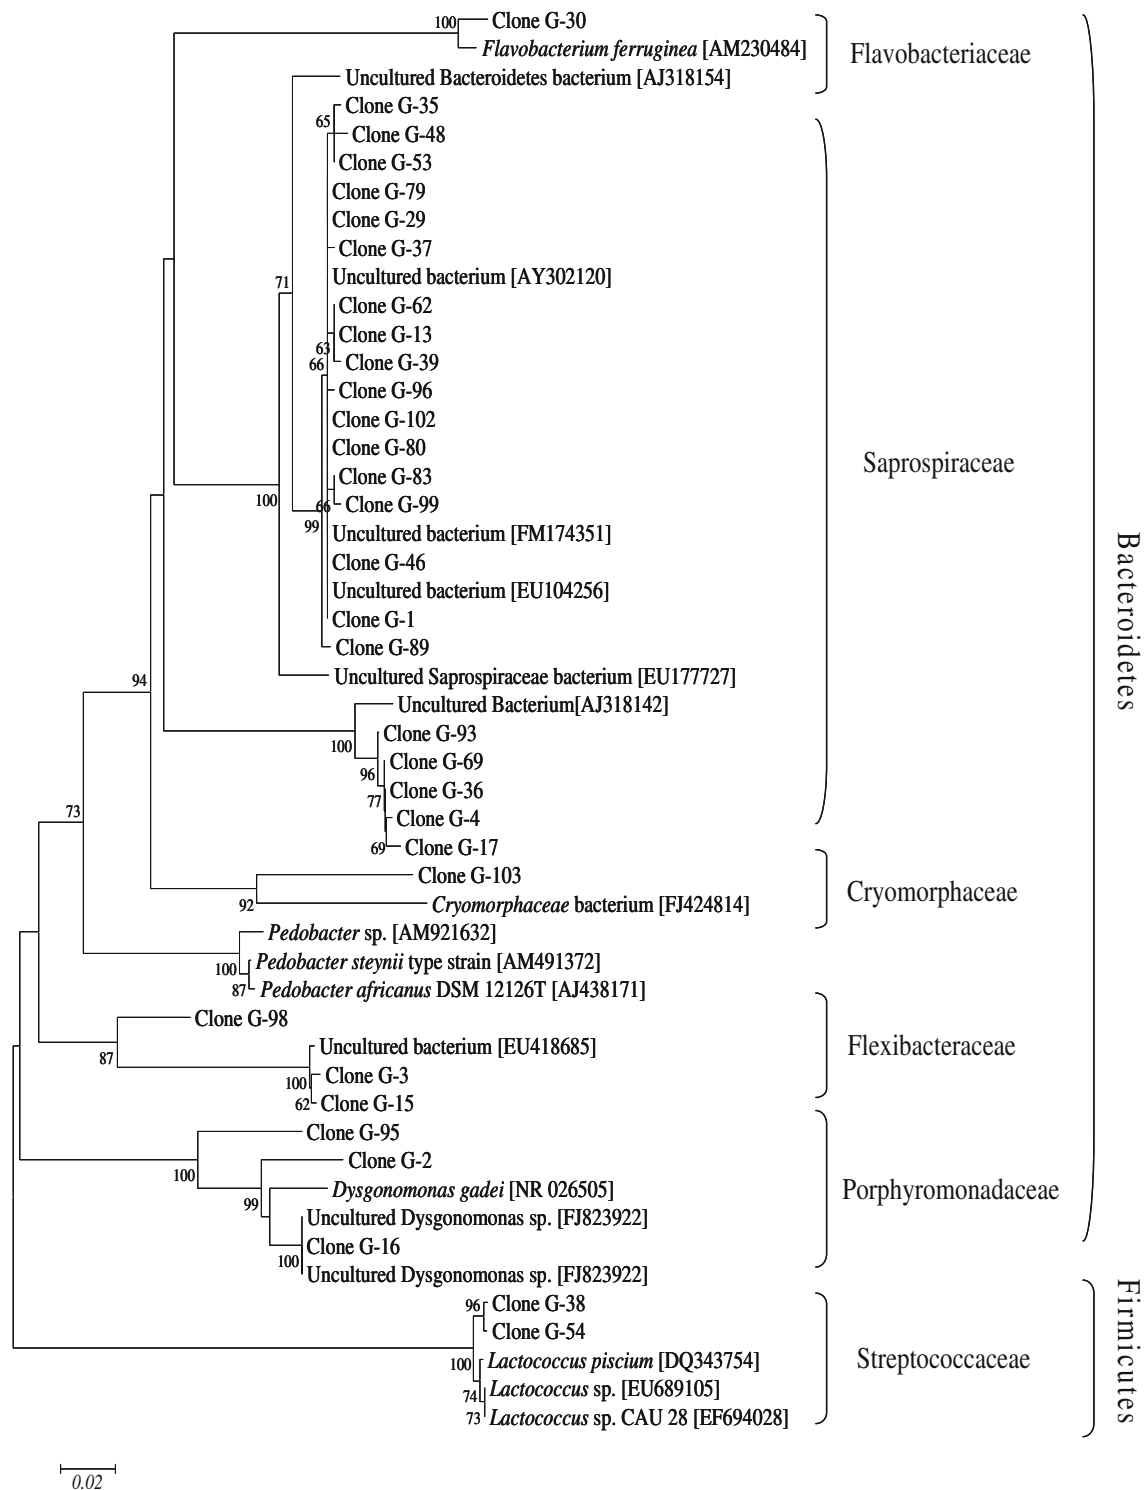 100
Clone G-30
Flavobacterium ferruginea [AM230484]
Flavobacteriaceae
Uncultured Bacteroidetes bacterium [AJ318154]
Clone G-35
65
Clone G-48
Clone G-53
Clone G-79
Clone G-29
Clone G-37
71
Uncultured bacterium [AY302120]
Clone G-62
Clone G-13
63
Clone G-39
66
Clone G-96
Clone G-102
Clone G-80
Saprospiraceae
Clone G-83
100
66
Clone G-99
99
Uncultured bacterium [FM174351]
Clone G-46
Uncultured bacterium [EU104256]
Clone G-1
Bacteroidetes
Clone G-89
94
Uncultured Saprospiraceae bacterium [EU177727]
Uncultured Bacterium[AJ318142]
Clone G-93
100
Clone G-69
96
Clone G-36
77
73
Clone G-4
Clone G-17
69
Clone G-103
Cryomorphaceae
92
Cryomorphaceae bacterium [FJ424814]
Pedobacter sp. [AM921632]
100
Pedobacter steynii type strain [AM491372]
87
Pedobacter africanus DSM 12126T [AJ438171]
Clone G-98
87
Uncultured bacterium [EU418685]
Flexibacteraceae
100
Clone G-3
62
Clone G-15
Clone G-95
100
Clone G-2
99
Dysgonomonas gadei [NR 026505]
Porphyromonadaceae
Uncultured Dysgonomonas sp. [FJ823922]
Clone G-16
100
Uncultured Dysgonomonas sp. [FJ823922]
96
Clone G-38
Clone G-54
100
Lactococcus piscium [DQ343754]
Streptococcaceae
Firmicutes
74
Lactococcus sp. [EU689105]
73
Lactococcus sp. CAU 28 [EF694028]
0.02